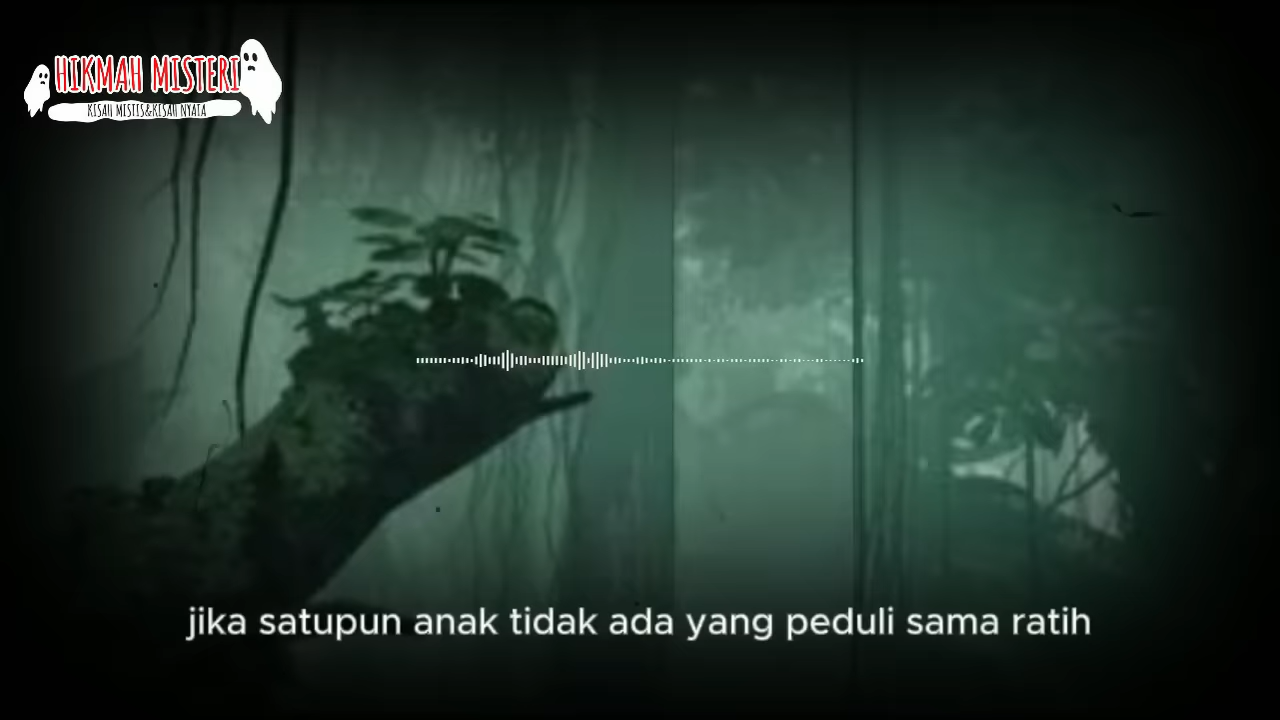 HIKMAH MISTERI
KISAH MISTIS&KISAH NYATA
jika satupun anak tidak ada yang peduli sama ratih